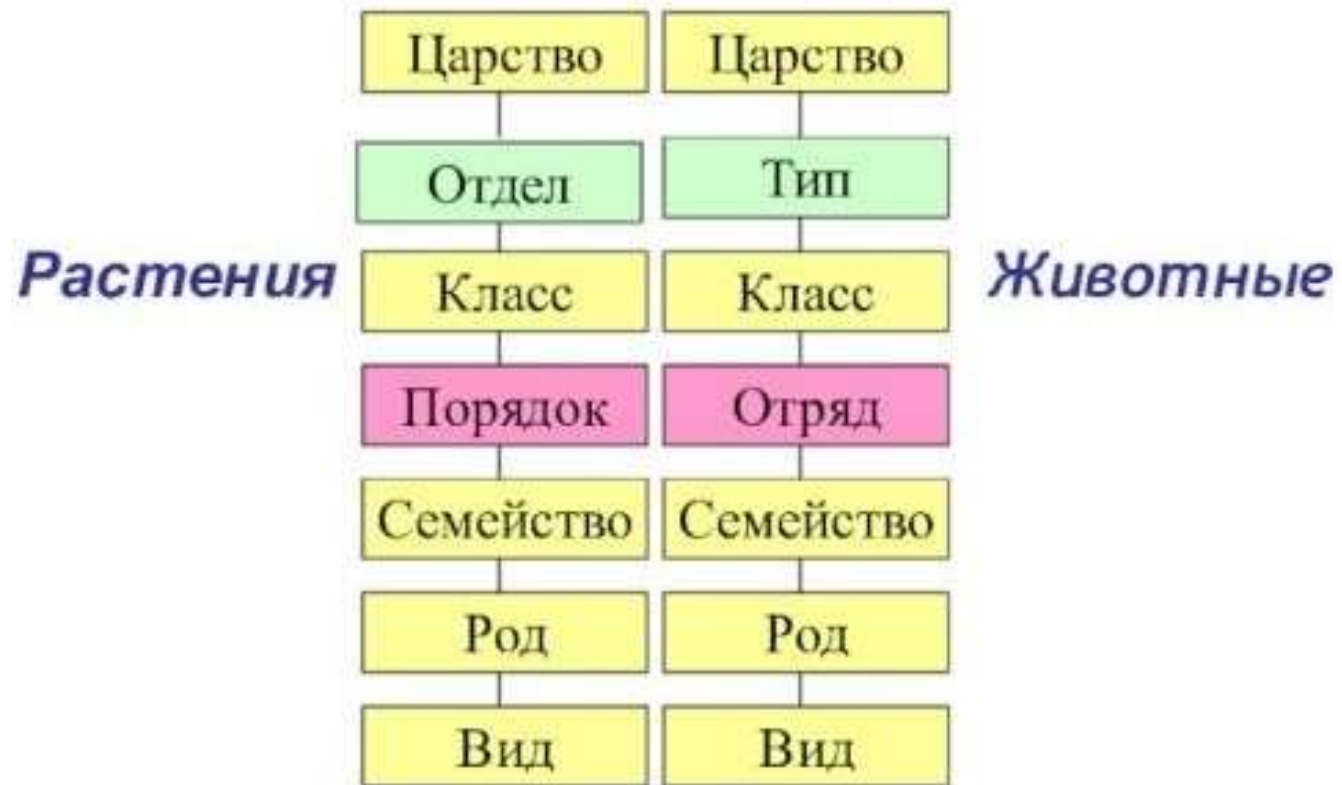 Царство Царство
Отдел Тип
Растения Класс Класс Животные
Порядок Отряд
Семейство Семейство
Род Род
Вид Вид